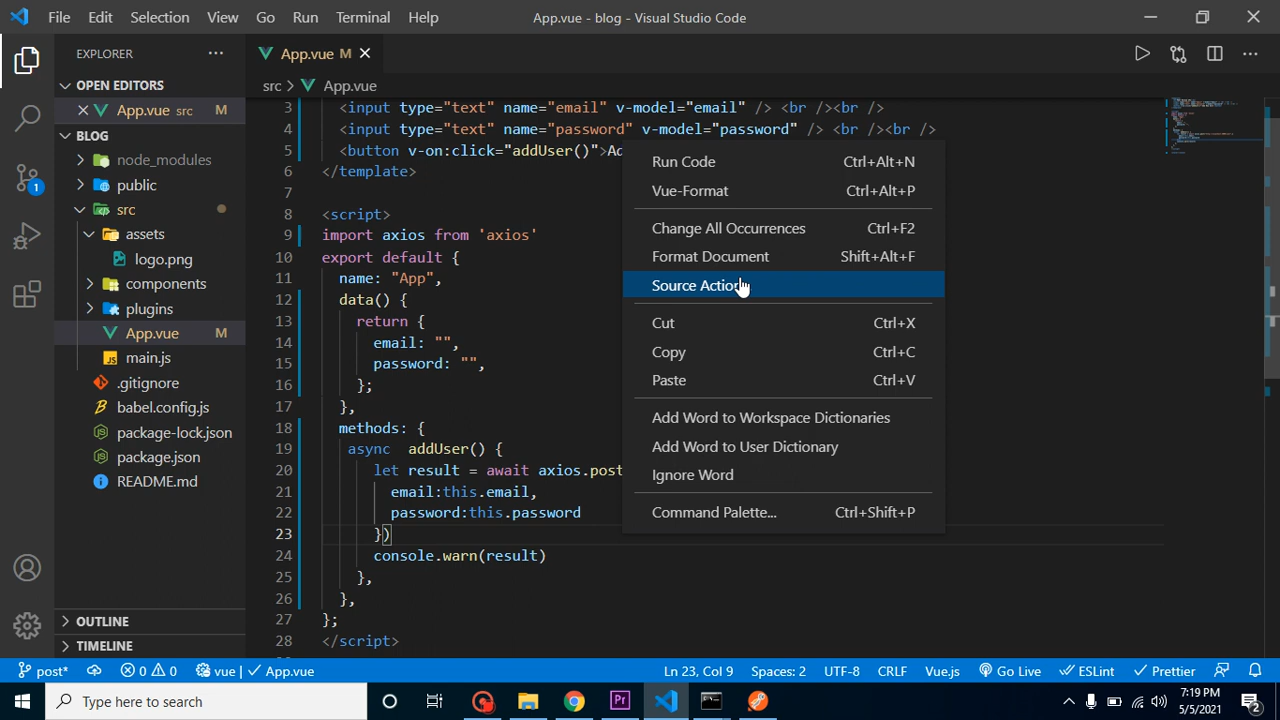 File Edit Selection View Go Run Terminal Help
App.vue - blog - Visual Studio Code
EXPLORER
OPEN EDITORS
App.vue src M
BLOG
node_modules
public
src
assets
logo.png
components
plugins
App.vue M
main.js
.gitignore
babel.config.js
package-lock.json
package.json
README.md
OUTLINE
TIMELINE
1
App.vue M
src > App.vue
3 <input type="text" name="email" v-model="email" /> <br /><br />
4 <input type="text" name="password" v-model="password" /> <br /><br />
5 <button v-on:click="addUser()">Ad
6 </template>
7
8 <script>
9 import axios from 'axios'
10 export default {
11 name: "App",
12 data() {
13 return {
14 email: "",
15 password: "",
16 };
17 },
18 methods: {
19 async addUser() {
20 let result = await axios.post
21 email:this.email,
22 password:this.password
23 })
24 console.warn(result)
25 },
26 },
27 };
28 </script>
Run Code Ctrl+Alt+N
Vue-Format Ctrl+Alt+P
Change All Occurrences Ctrl+F2
Format Document Shift+Alt+F
Source Action
Cut Ctrl+X
Copy Ctrl+C
Paste Ctrl+V
Add Word to Workspace Dictionaries
Add Word to User Dictionary
Ignore Word
Command Palette... Ctrl+Shift+P
post* 0 0 vue | App.vue
Ln 23, Col 9 Spaces: 2 UTF-8 CRLF Vue.js Go Live ESLint Prettier
Type here to search
Pr
7:19 PM
5/5/2021
2